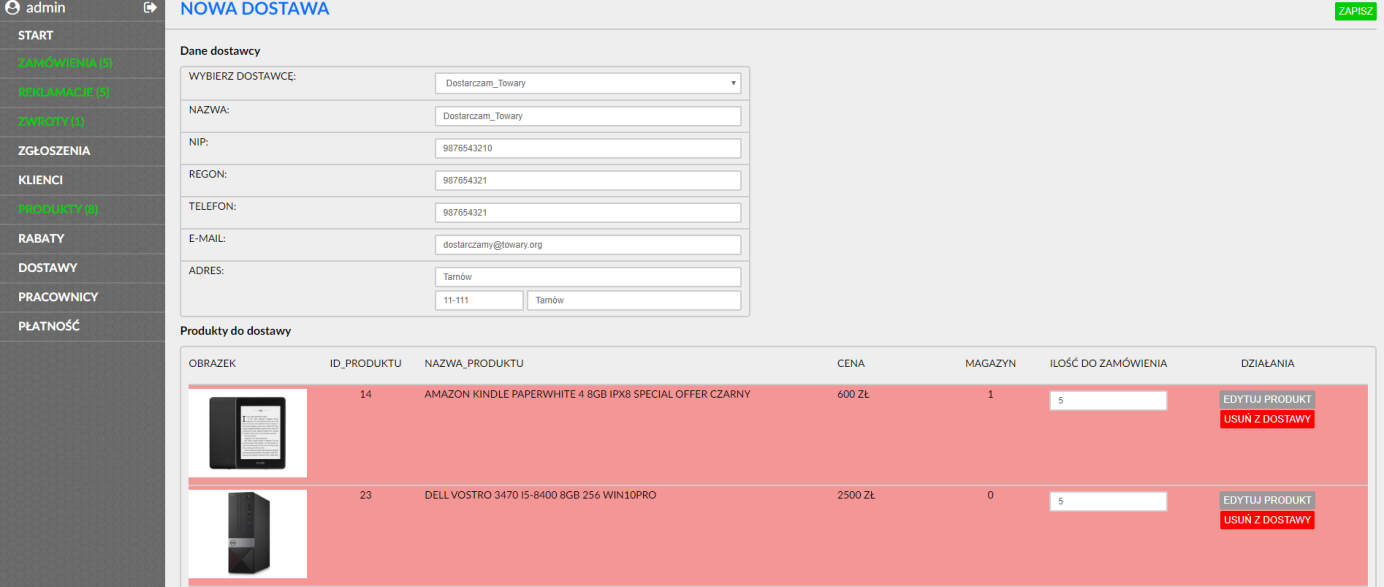 admin
NOWA DOSTAWA
ZAPISZ
START
ZAMÓWIENIA (5)
REKLAMACJE (5)
ZWROTY (1)
ZGŁOSZENIA
KLIENCI
PRODUKTY (8)
RABATY
DOSTAWY
PRACOWNICY
PŁATNOŚĆ
Dane dostawcy
WYBIERZ DOSTAWCĘ: Dostarczam_Towary
NAZWA: Dostarczam_Towary
NIP: 9876543210
REGON: 987654321
TELEFON: 987654321
E-MAIL: dostarczamy@towary.org
ADRES: Tarnów
11-111 Tarnów
Produkty do dostawy
OBRAZEK ID_PRODUKTU NAZWA_PRODUKTU CENA MAGAZYN ILOŚĆ DO ZAMÓWIENIA DZIAŁANIA
14 AMAZON KINDLE PAPERWHITE 4 8GB IPX8 SPECIAL OFFER CZARNY 600 ZŁ 1 5 EDYTUJ PRODUKT
USUŃ Z DOSTAWY
23 DELL VOSTRO 3470 I5-8400 8GB 256 WIN10PRO 2500 ZŁ 0 5 EDYTUJ PRODUKT
USUŃ Z DOSTAWY